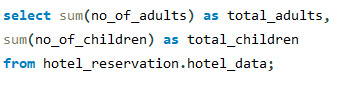 select sum(no_of_adults) as total_adults,
sum(no_of_children) as total_children
from hotel_reservation.hotel_data;